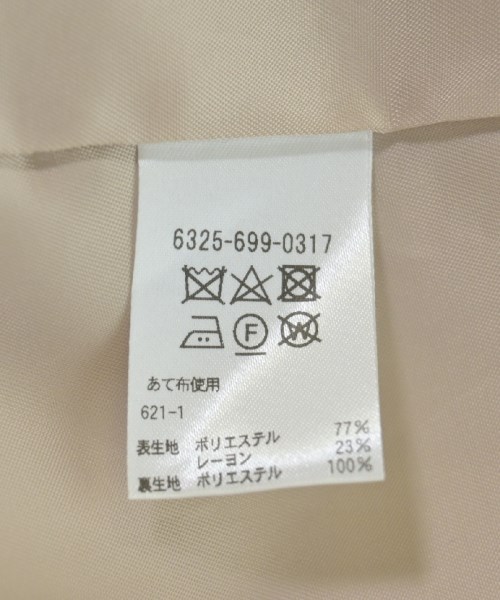 6325-699-0317
F W
あて布使用
621-1
表生地 ポリエステル 77%
レーヨン 23%
裏生地 ポリエステル 100%